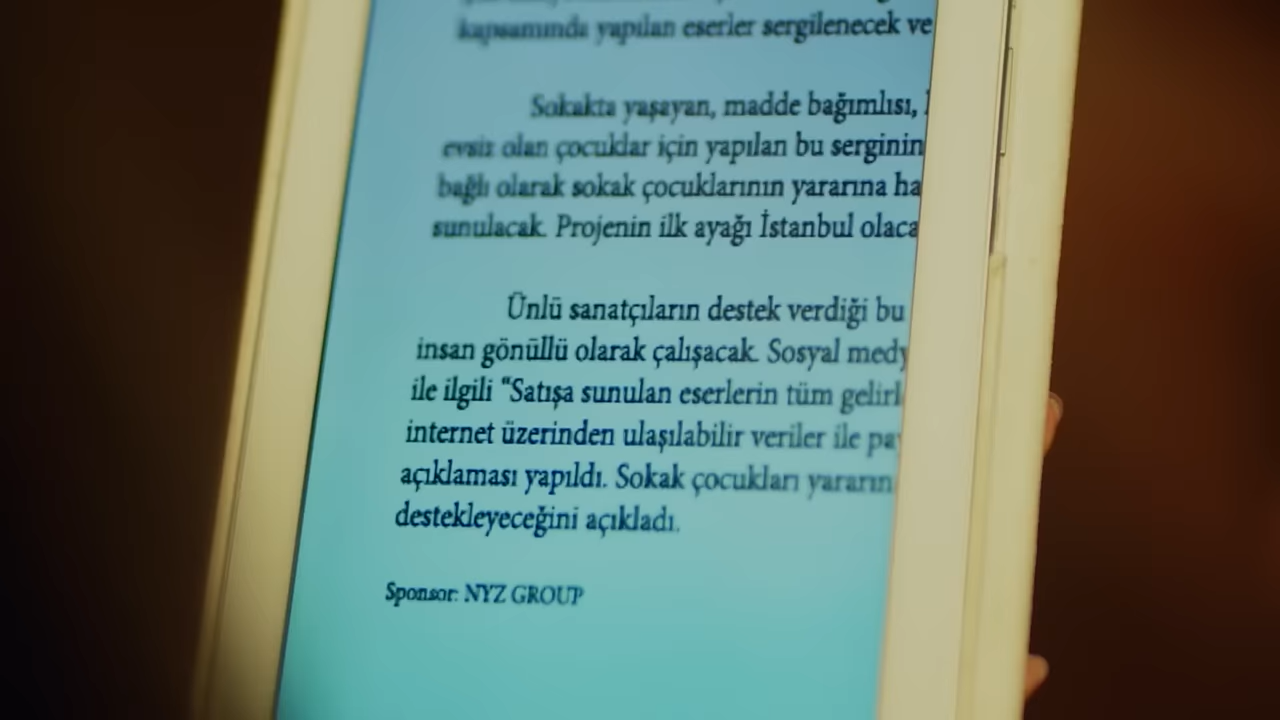 kapsamında yapılan eserler sergilenecek ve
Sokakta yaşayan, madde bağımlısı,
evsiz olan çocuklar için yapılan bu serginin
bağlı olarak sokak çocuklarının yararına ha
sunulacak. Projenin ilk ayağı İstanbul olaca
Ünlü sanatçıların destek verdiği bu
insan gönüllü olarak çalışacak. Sosyal medy
ile ilgili “Satışa sunulan eserlerin tüm gelirl
internet üzerinden ulaşılabilir veriler ile pay
açıklaması yapıldı. Sokak çocukları yararın
destekleyeceğini açıkladı.
Sponsor: NYZ GROUP